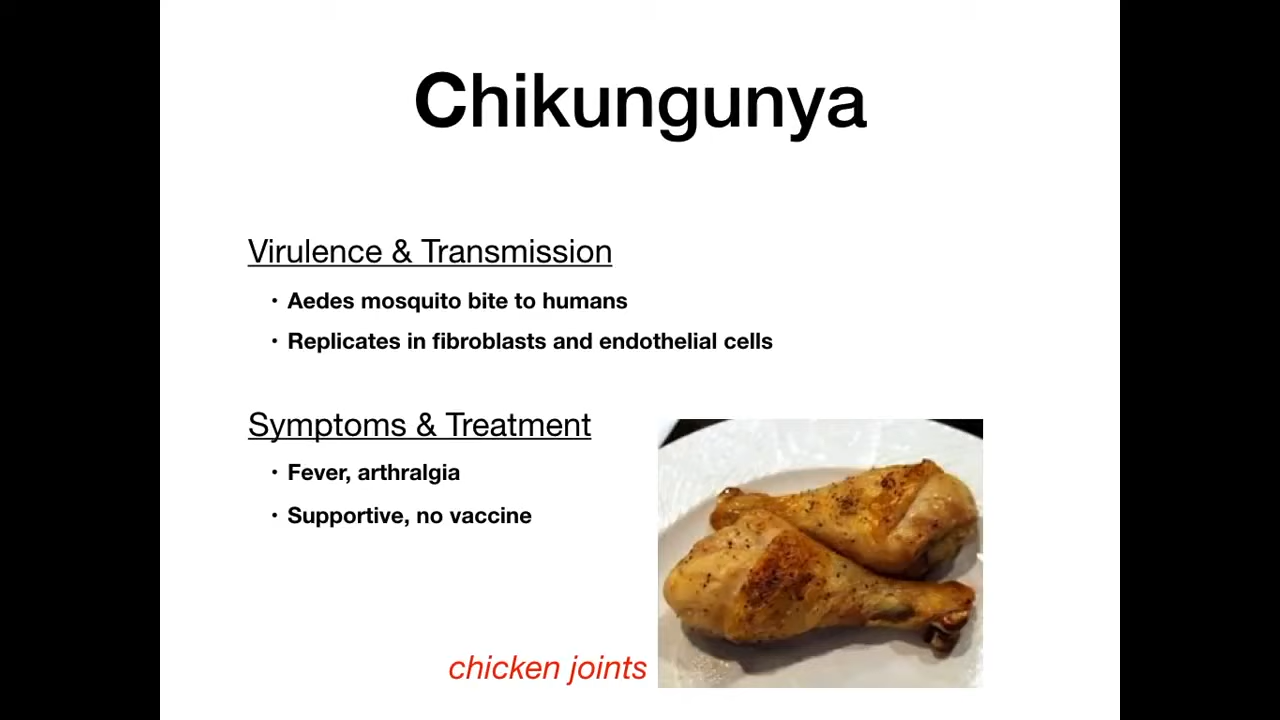 Chikungunya
Virulence & Transmission
• Aedes mosquito bite to humans
• Replicates in fibroblasts and endothelial cells
Symptoms & Treatment
• Fever, arthralgia
• Supportive, no vaccine
chicken joints